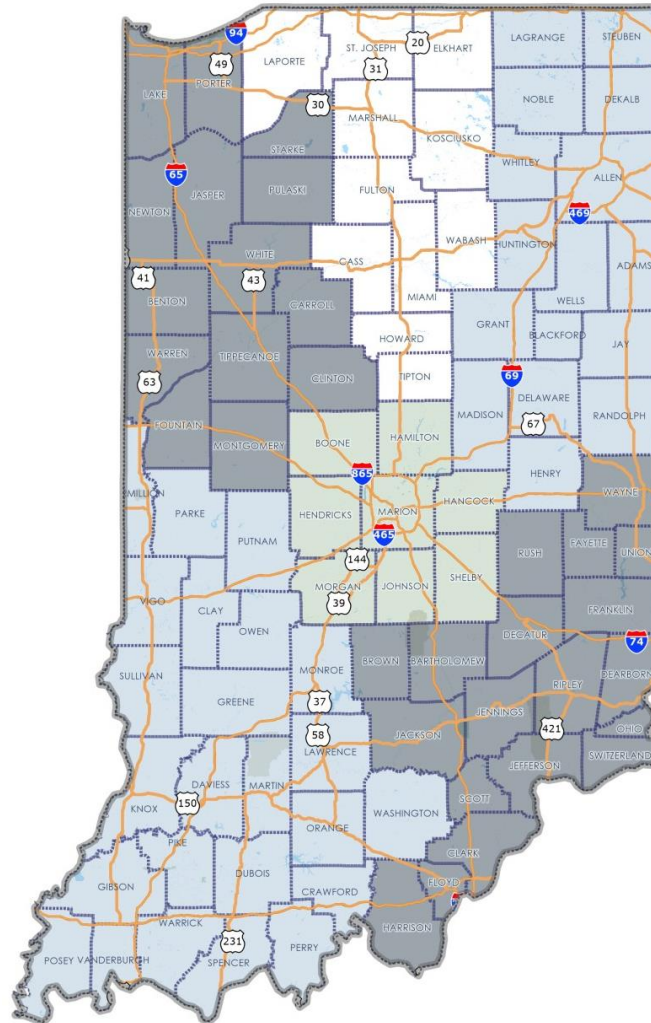 94
20
LAGRANGE
STEUBEN
ST. JOSEPH
ELKHART
LAPORTE
49
PORTER
31
LAKE
30
NOBLE
DEKALB
MARSHALL
KOSCIUSKO
STARKE
WHITLEY
65
JASPER
PULASKI
FULTON
ALLEN
NEWTON
469
WHITE
WABASH
HUNTINGTON
CASS
ADAMS
41
43
MIAMI
BENTON
CARROLL
WELLS
GRANT
BLACKFORD
HOWARD
JAY
WARREN
TIPPECANOE
63
CLINTON
TIPTON
69
DELAWARE
MADISON
RANDOLPH
FOUNTAIN
67
MONTGOMERY
BOONE
HAMILTON
865
HENRY
MILLION
WAYNE
PARKE
HENDRICKS
MARION
HANCOCK
PUTNAM
465
RUSH
FAYETTE
UNION
144
SHELBY
MORGAN
JOHNSON
VIGO
39
CLAY
FRANKLIN
OWEN
DECATUR
74
SULLIVAN
MONROE
BROWN
BARTHOLOMEW
DEARBORN
RIPLEY
GREENE
37
JENNINGS
OHIO
58
421
JACKSON
LAWRENCE
SWITZERLAND
JEFFERSON
DAVIESS
MARTIN
SCOTT
KNOX
150
WASHINGTON
ORANGE
PIKE
CLARK
DUBOIS
GIBSON
FLOYD
CRAWFORD
WARRICK
HARRISON
231
PERRY
POSEY
VANDERBURGH
SPENCER